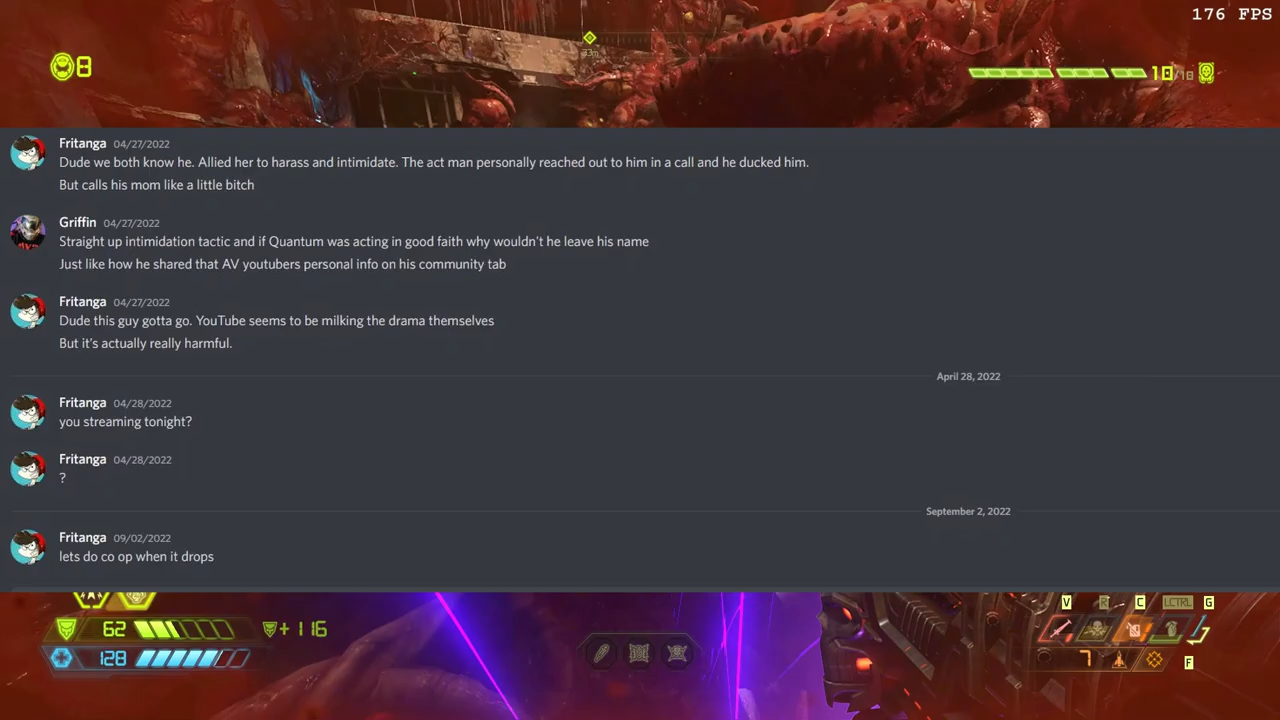 176 FPS
8
33m
10/10
Fritanga 04/27/2022
Dude we both know he. Allied her to harass and intimidate. The act man personally reached out to him in a call and he ducked him.
But calls his mom like a little bitch
Griffin 04/27/2022
Straight up intimidation tactic and if Quantum was acting in good faith why wouldn't he leave his name
Just like how he shared that AV youtubers personal info on his community tab
Fritanga 04/27/2022
Dude this guy gotta go. YouTube seems to be milking the drama themselves
But it's actually really harmful.
April 28, 2022
Fritanga 04/28/2022
you streaming tonight?
Fritanga 04/28/2022
?
September 2, 2022
Fritanga 09/02/2022
lets do co op when it drops
V R C LCTRL G
62 +116
128
7
F